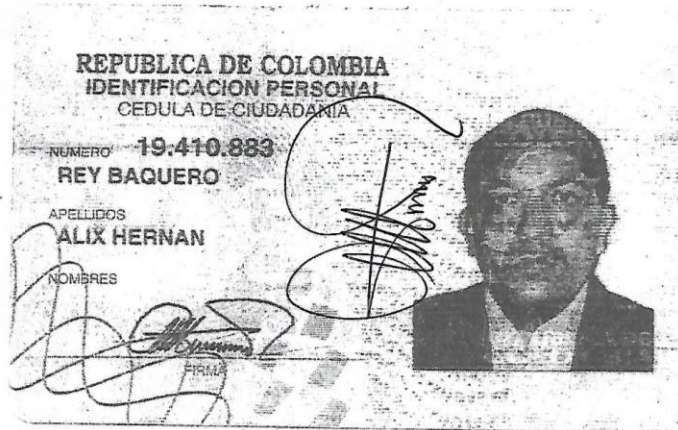 REPUBLICA DE COLOMBIA
IDENTIFICACION PERSONAL
CEDULA DE CIUDADANIA
NUMERO 19.410.883
REY BAQUERO
APELLIDOS
ALIX HERNAN
NOMBRES
FIRMA